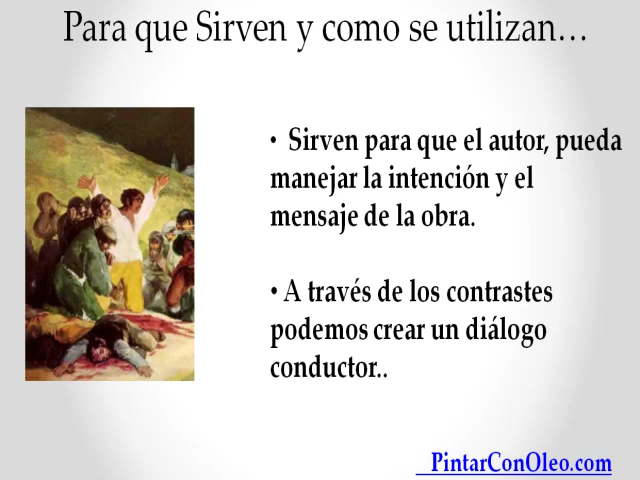 Para que Sirven y como se utilizan…
• Sirven para que el autor, pueda
manejar la intención y el
mensaje de la obra.
• A través de los contrastes
podemos crear un diálogo
conductor..
PintarConOleo.com